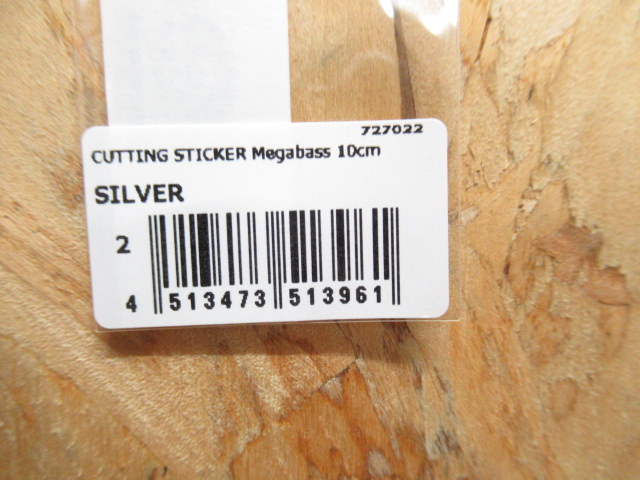 727022
CUTTING STICKER Megabass 10cm
SILVER
2
4 513473 513961